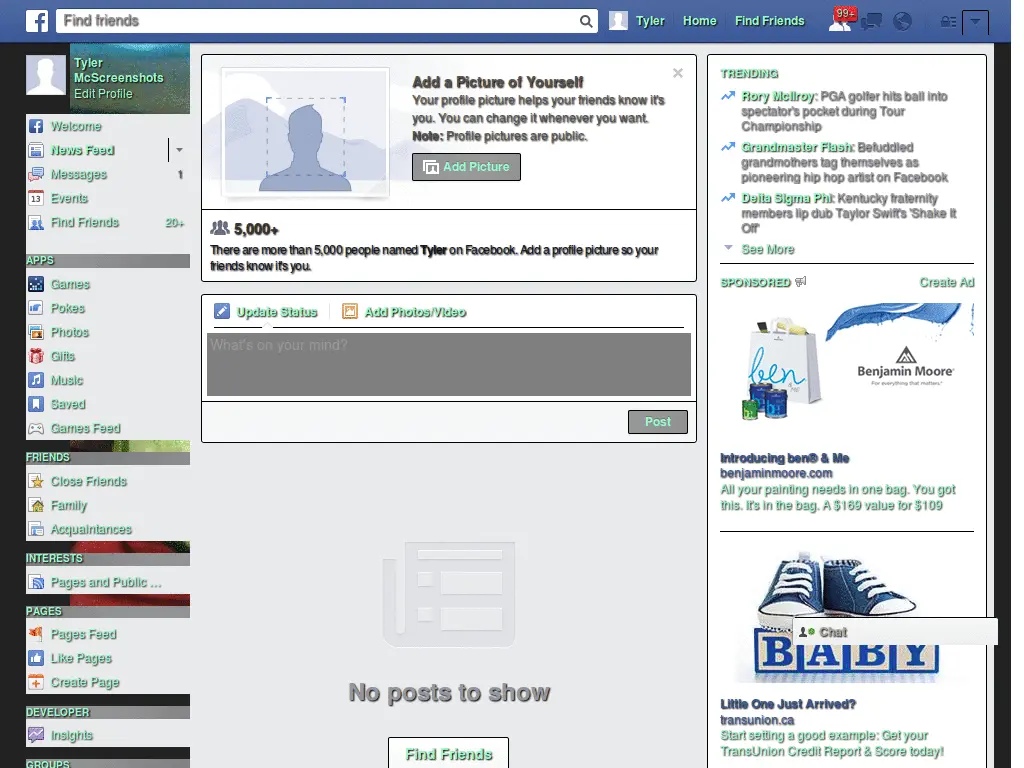 f
Find friends
Tyler
Home
Find Friends
99+
Tyler
McScreenshots
Edit Profile
Welcome
News Feed
Messages
1
13
Events
Find Friends
20+
APPS
Games
Pokes
Photos
Gifts
Music
Saved
Games Feed
FRIENDS
Close Friends
Family
Acquaintances
INTERESTS
Pages and Public ...
PAGES
Pages Feed
Like Pages
Create Page
DEVELOPER
Insights
GROUPS
Add a Picture of Yourself
Your profile picture helps your friends know it's
you. You can change it whenever you want.
Note: Profile pictures are public.
Add Picture
5,000+
There are more than 5,000 people named Tyler on Facebook. Add a profile picture so your
friends know it's you.
Update Status
Add Photos/Video
What's on your mind?
Post
No posts to show
Find Friends
TRENDING
Rory McIlroy: PGA golfer hits ball into
spectator's pocket during Tour
Championship
Grandmaster Flash: Befuddled
grandmothers tag themselves as
pioneering hip hop artist on Facebook
Delta Sigma Phi: Kentucky fraternity
members lip dub Taylor Swift's 'Shake It
Off'
See More
SPONSORED
Create Ad
ben
Benjamin Moore
For everything that matters.
Introducing ben® & Me
benjaminmoore.com
All your painting needs in one bag. You got
this. It's in the bag. A $169 value for $109
Chat
BABY
Little One Just Arrived?
transunion.ca
Start setting a good example: Get your
TransUnion Credit Report & Score today!